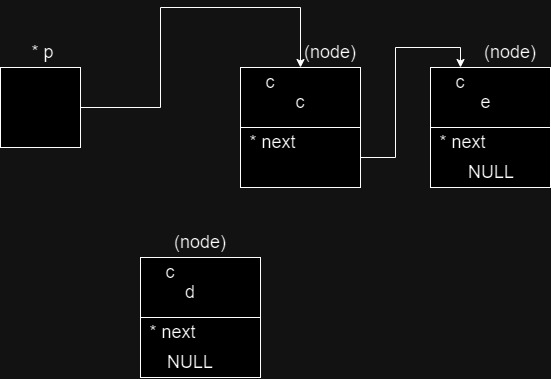 * p
(node)
c
c
* next
(node)
c
e
* next
NULL
(node)
c
d
* next
NULL